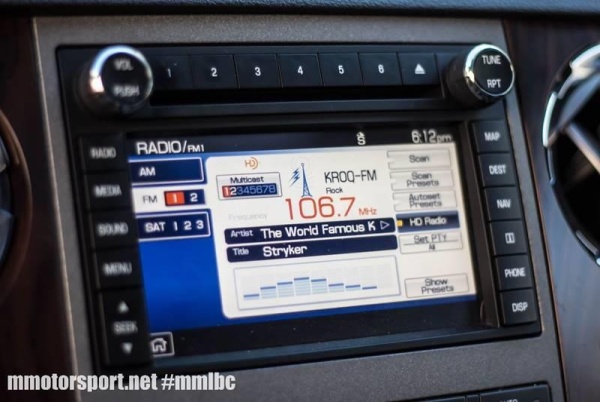 VOL
PUSH
1 2 3 4 5 6
TUNE
RPT
RADIO
MEDIA
SOUND
MENU
SEEK
RADIO/FM1
6:12pm
AM
FM 1 2
SAT 1 2 3
HD
Multicast
12345678
KROQ-FM
Rock
Frequency
106.7 MHz
Artist The World Famous K
Title Stryker
Scan
Scan
Presets
Autoset
Presets
HD Radio
Set PTY
All
Show
Presets
MAP
DEST
NAV
PHONE
DISP
mmotorsport.net #mmlbc